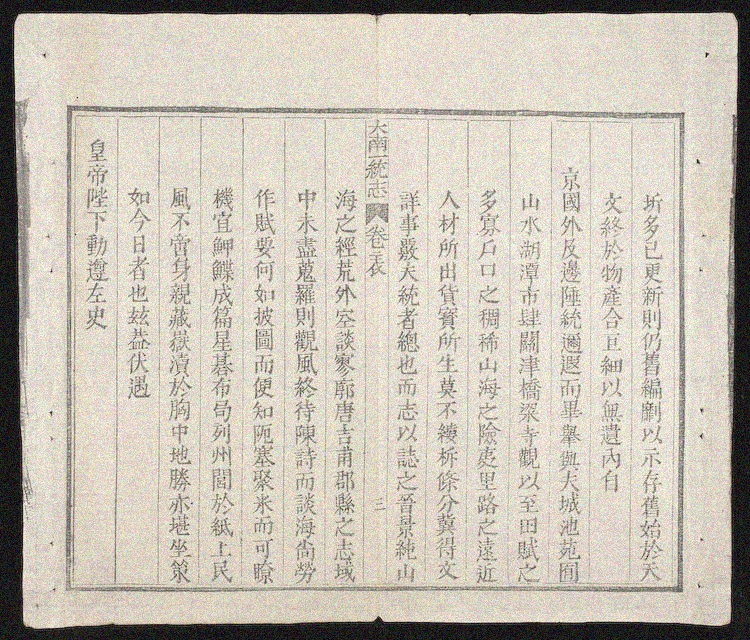 圻多已更新則仍舊編劘以示存舊始於天
文終於物產合巨細以無遺內自
京國外及邊陲統邇遐而畢舉與夫城池苑囿
山水湖潭市肆關津橋梁寺觀以至田賦之
多寡戶口之稠稀山海之險夷里路之遠近
人材所出貨寶所生莫不縷析條分冀得文
詳事嚴夫統者總也而志以誌之晉景純山
大南一統志 卷 表 三
海之經荒外空談寥廓唐吉甫郡縣之志域
中未盡蒐羅則觀風終待陳詩而談海尚勞
作賦要何如披圖而便知阨塞聚米而可瞭
機宜魻鰈成篇星碁布局列州閭於紙上民
風不啻身親藏嶽瀆於胸中地勝亦堪坐策
如今日者也玆葢伏遇
皇帝陛下動遵左史